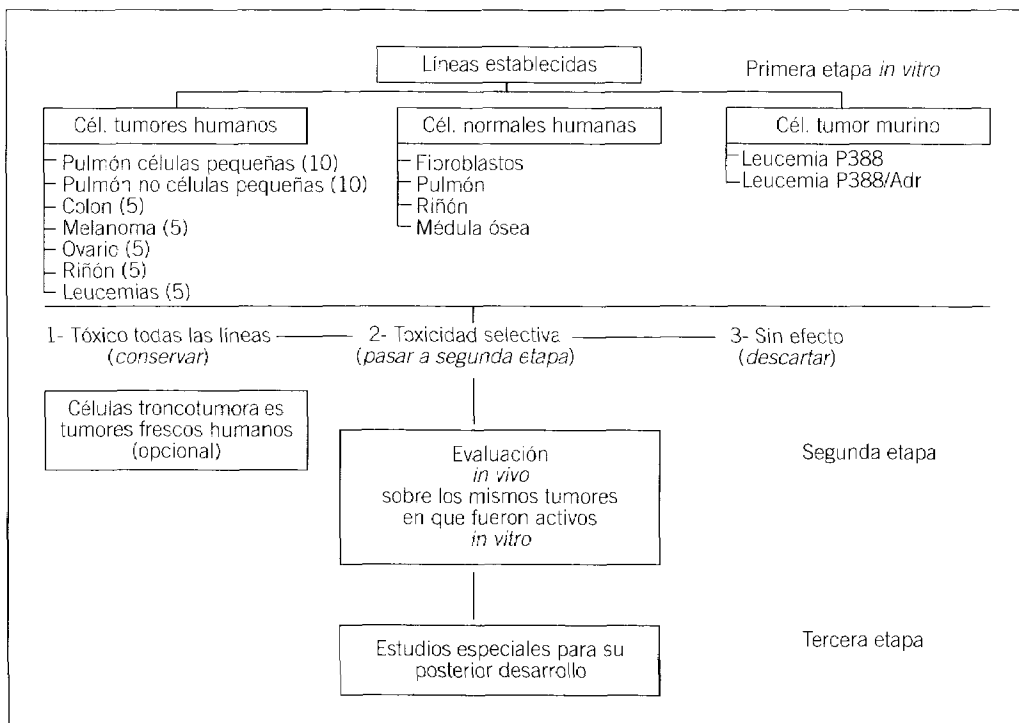 Líneas establecidas
Primera etapa in vitro
Cél. tumores humanos
Pulmón células pequeñas (10)
Pulmón no células pequeñas (10)
Colon (5)
Melanoma (5)
Ovario (5)
Riñón (5)
Leucemias (5)
Cél. normales humanas
Fibroblastos
Pulmón
Riñón
Médula ósea
Cél. tumor murino
Leucemia P388
Leucemia P388/Adr
1- Tóxico todas las líneas
(conservar)
2- Toxicidad selectiva
(pasar a segunda etapa)
3- Sin efecto
(descartar)
Células troncotumora es
tumores frescos humanos
(opcional)
Evaluación
in vivo
sobre los mismos tumores
en que fueron activos
in vitro
Segunda etapa
Estudios especiales para su
posterior desarrollo
Tercera etapa